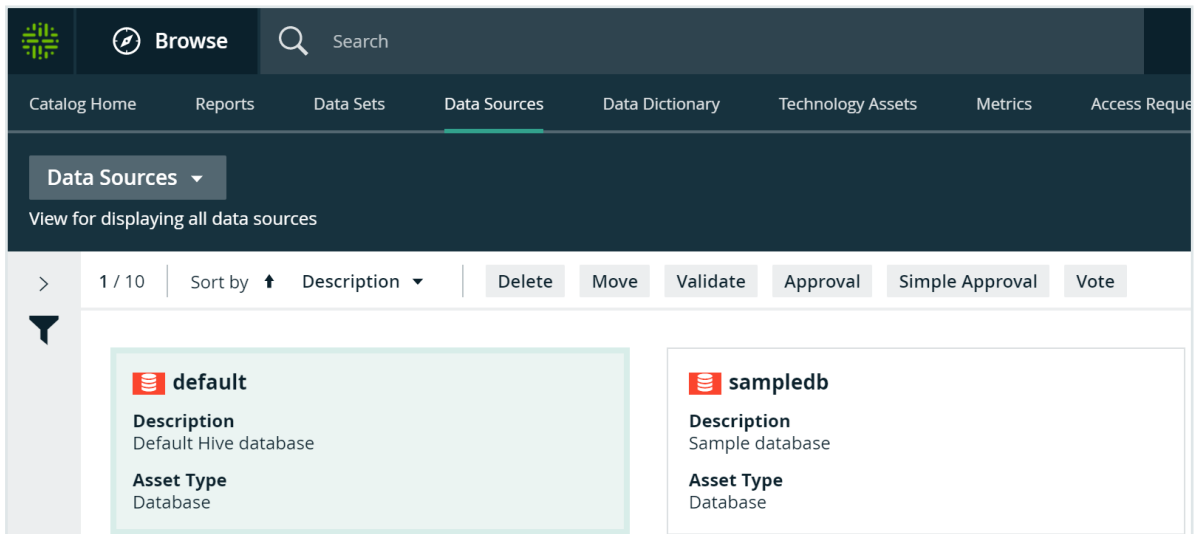 Browse Search
Catalog Home Reports Data Sets Data Sources Data Dictionary Technology Assets Metrics Access Reque
Data Sources
View for displaying all data sources
1 / 10 Sort by Description Delete Move Validate Approval Simple Approval Vote
default
Description
Default Hive database
Asset Type
Database
sampledb
Description
Sample database
Asset Type
Database